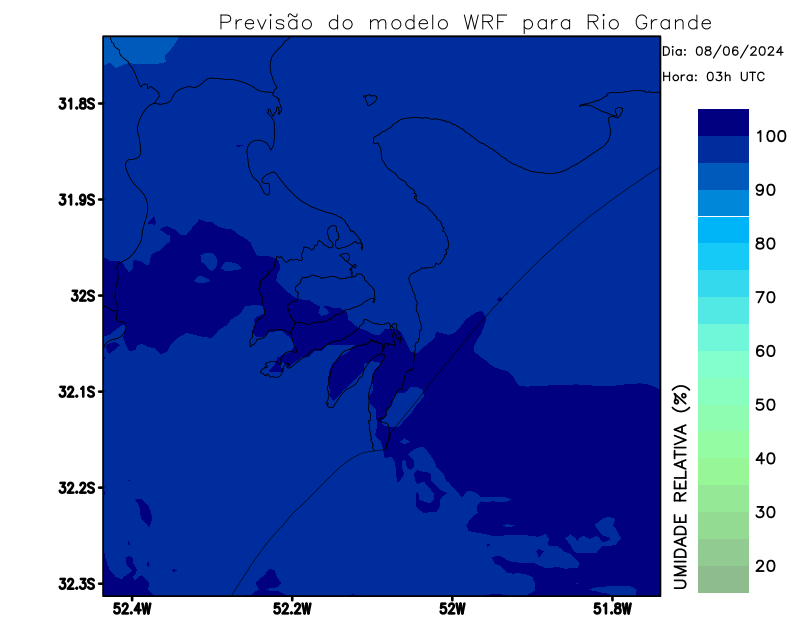 Previsão do modelo WRF para Rio Grande
Dia: 08/06/2024
Hora: 03h UTC
31.8S
31.9S
32S
32.1S
32.2S
32.3S
52.4W
52.2W
52W
51.8W
100
90
80
70
60
50
40
30
20
UMIDADE RELATIVA (%)